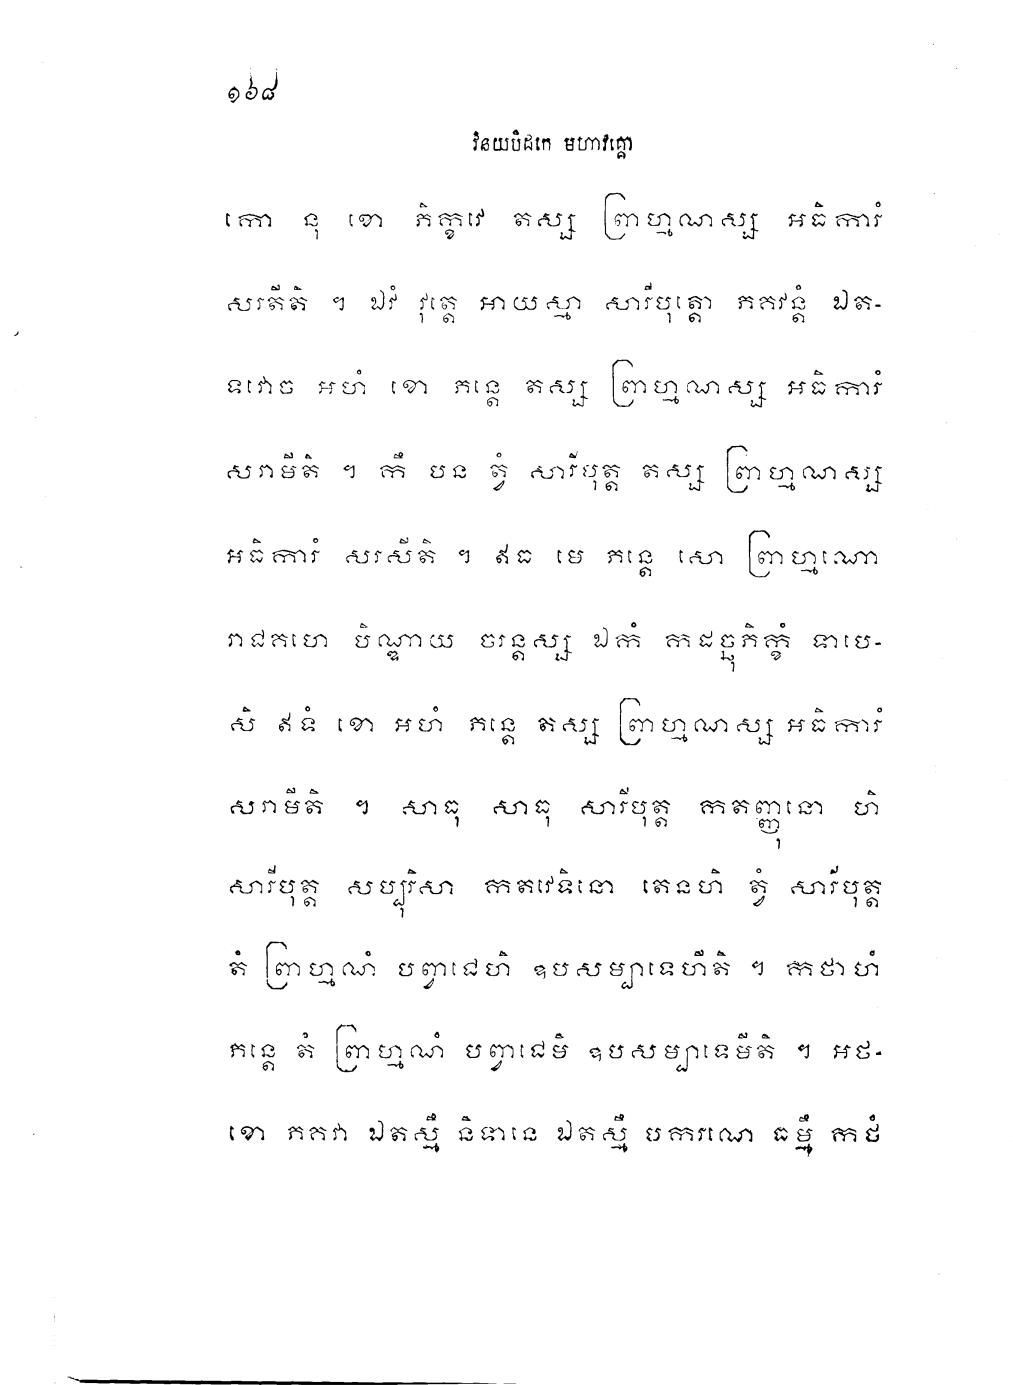 ១៦៨
វិនយបិដកេ មហាវគ្គោ
កោ នុ ខោ ភិក្ខវេ តស្ស ព្រាហ្មណស្ស អធិការំ
សរតីតិ ។ ឯវំ វុត្តេ អាយស្មា សារីបុត្តោ ភគវន្តំ ឯត-
ទវោច អហំ ខោ ភន្តេ តស្ស ព្រាហ្មណស្ស អធិការំ
សរាមីតិ ។ កឹ បន ត្វំ សារីបុត្ត តស្ស ព្រាហ្មណស្ស
អធិការំ សរសីតិ ។ ឥធ មេ ភន្តេ សោ ព្រាហ្មណោ
រាជគហេ បិណ្ឌាយ ចរន្តស្ស ឯកំ កដច្ឆុភិក្ខំ ទាបេ-
សិ ឥទំ ខោ អហំ ភន្តេ តស្ស ព្រាហ្មណស្ស អធិការំ
សរាមីតិ ។ សាធុ សាធុ សារីបុត្ត កតញ្ញុនោ ហិ
សារីបុត្ត សប្បុរិសា កតវេទិនោ តេនហិ ត្វំ សារីបុត្ត
តំ ព្រាហ្មណំ បញ្វាជេហិ ឧបសម្បាទេហីតិ ។ កថាហំ
ភន្តេ តំ ព្រាហ្មណំ បព្វាជេមិ ឧបសម្បាទេមីតិ ។ អថ-
ខោ ភគវា ឯតស្មឹ និទានេ ឯតស្មឹ បករណេ ធម្មឹ កថំ